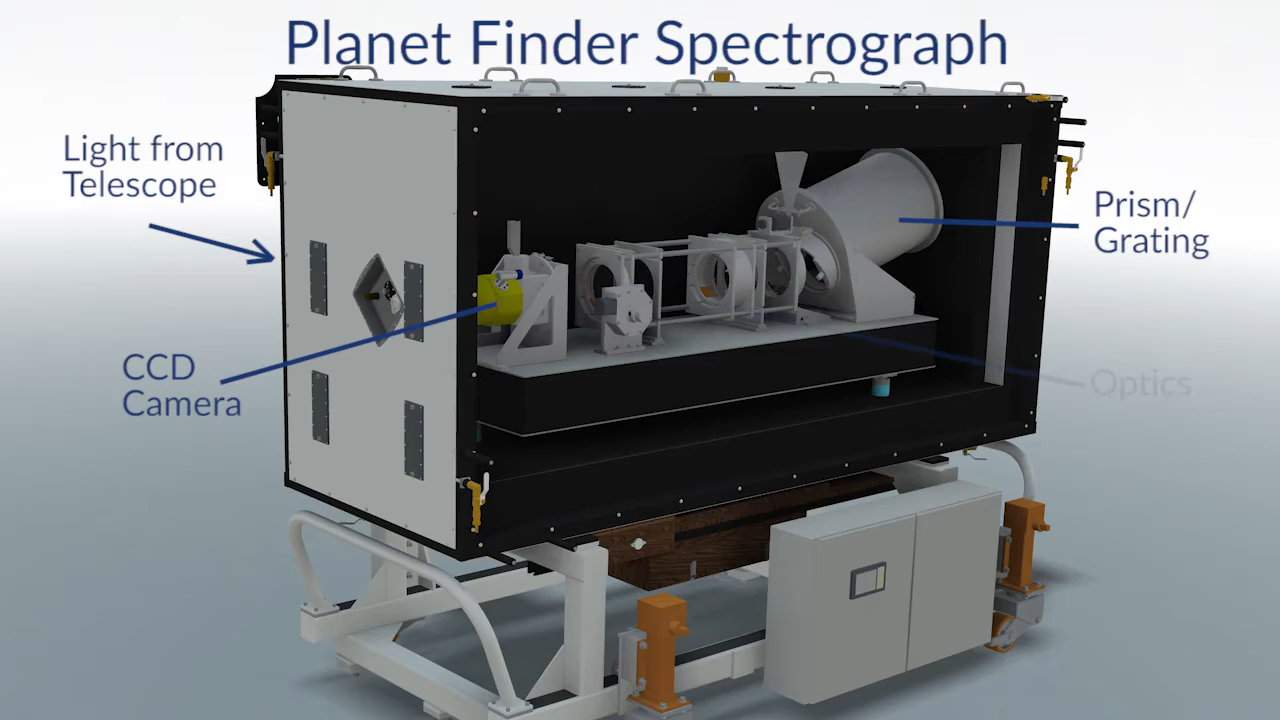 Planet Finder Spectrograph
Light from
Telescope
Prism/
Grating
CCD
Camera
Optics